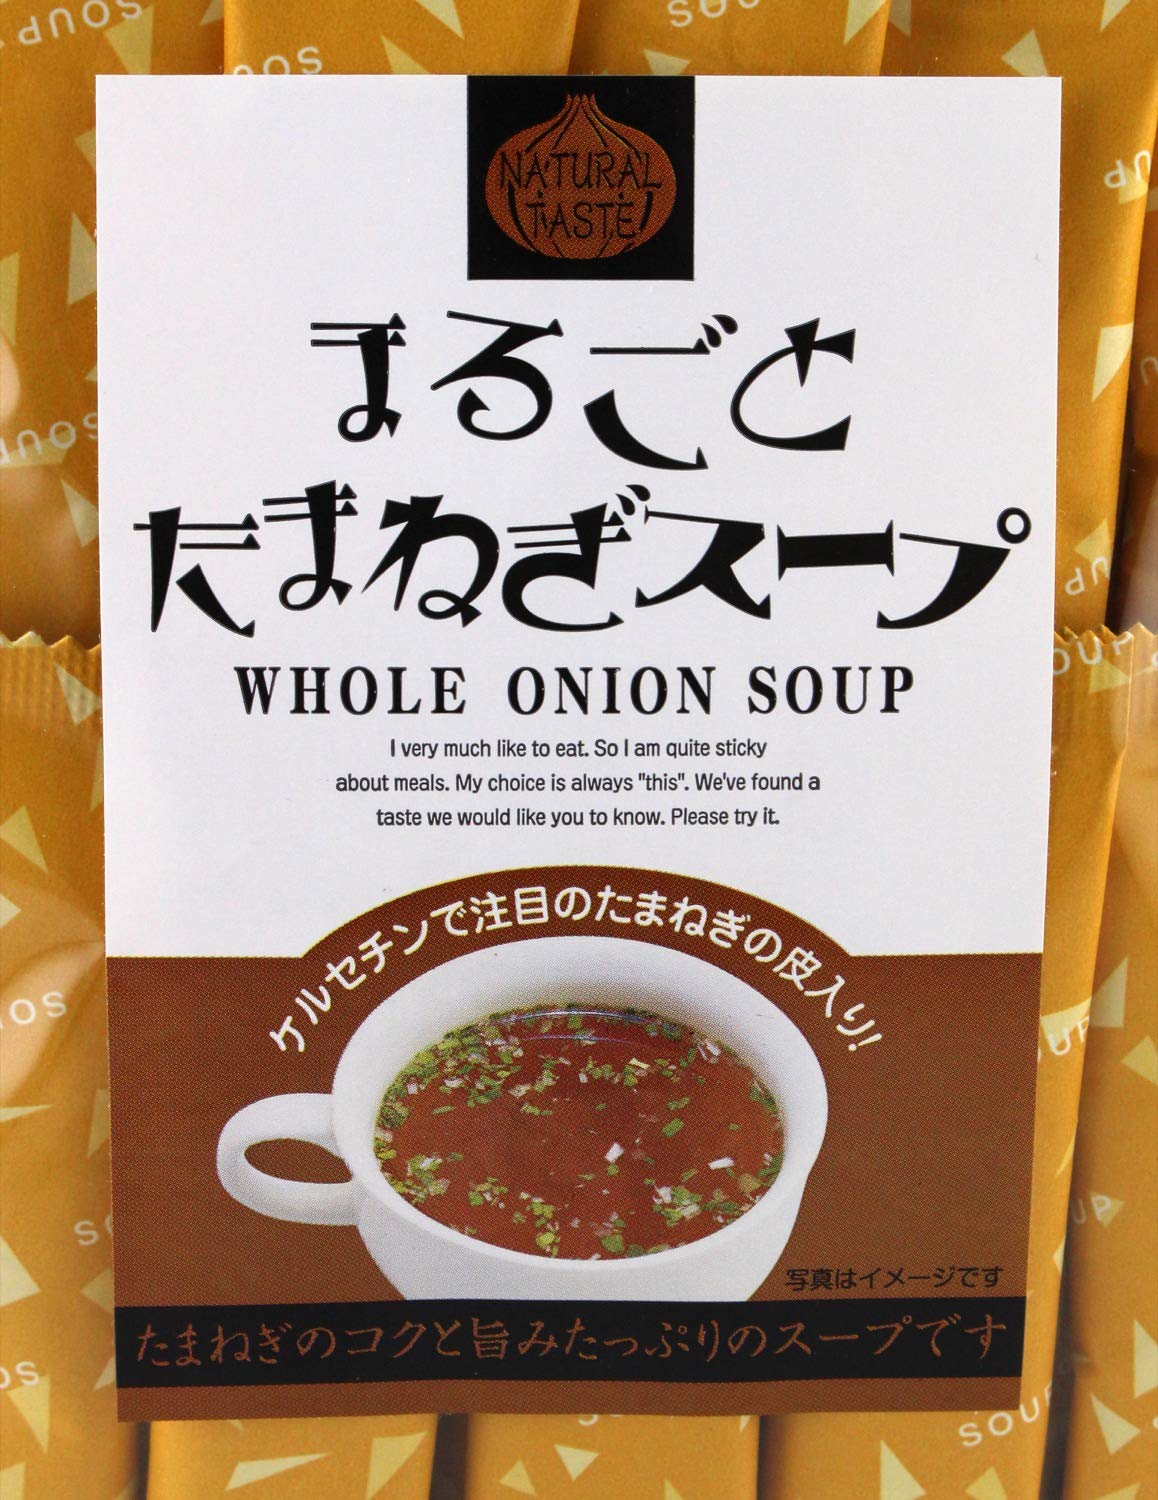 NATURAL
TASTE
まるごと
たまねぎスープ
WHOLE ONION SOUP
I very much like to eat. So I am quite sticky
about meals. My choice is always "this". We've found a
taste we would like you to know. Please try it.
ケルセチンで注目のたまねぎの皮入り!
写真はイメージです
たまねぎのコクと旨みたっぷりのスープです
SOUP
SOUP
SOUP
SOUP